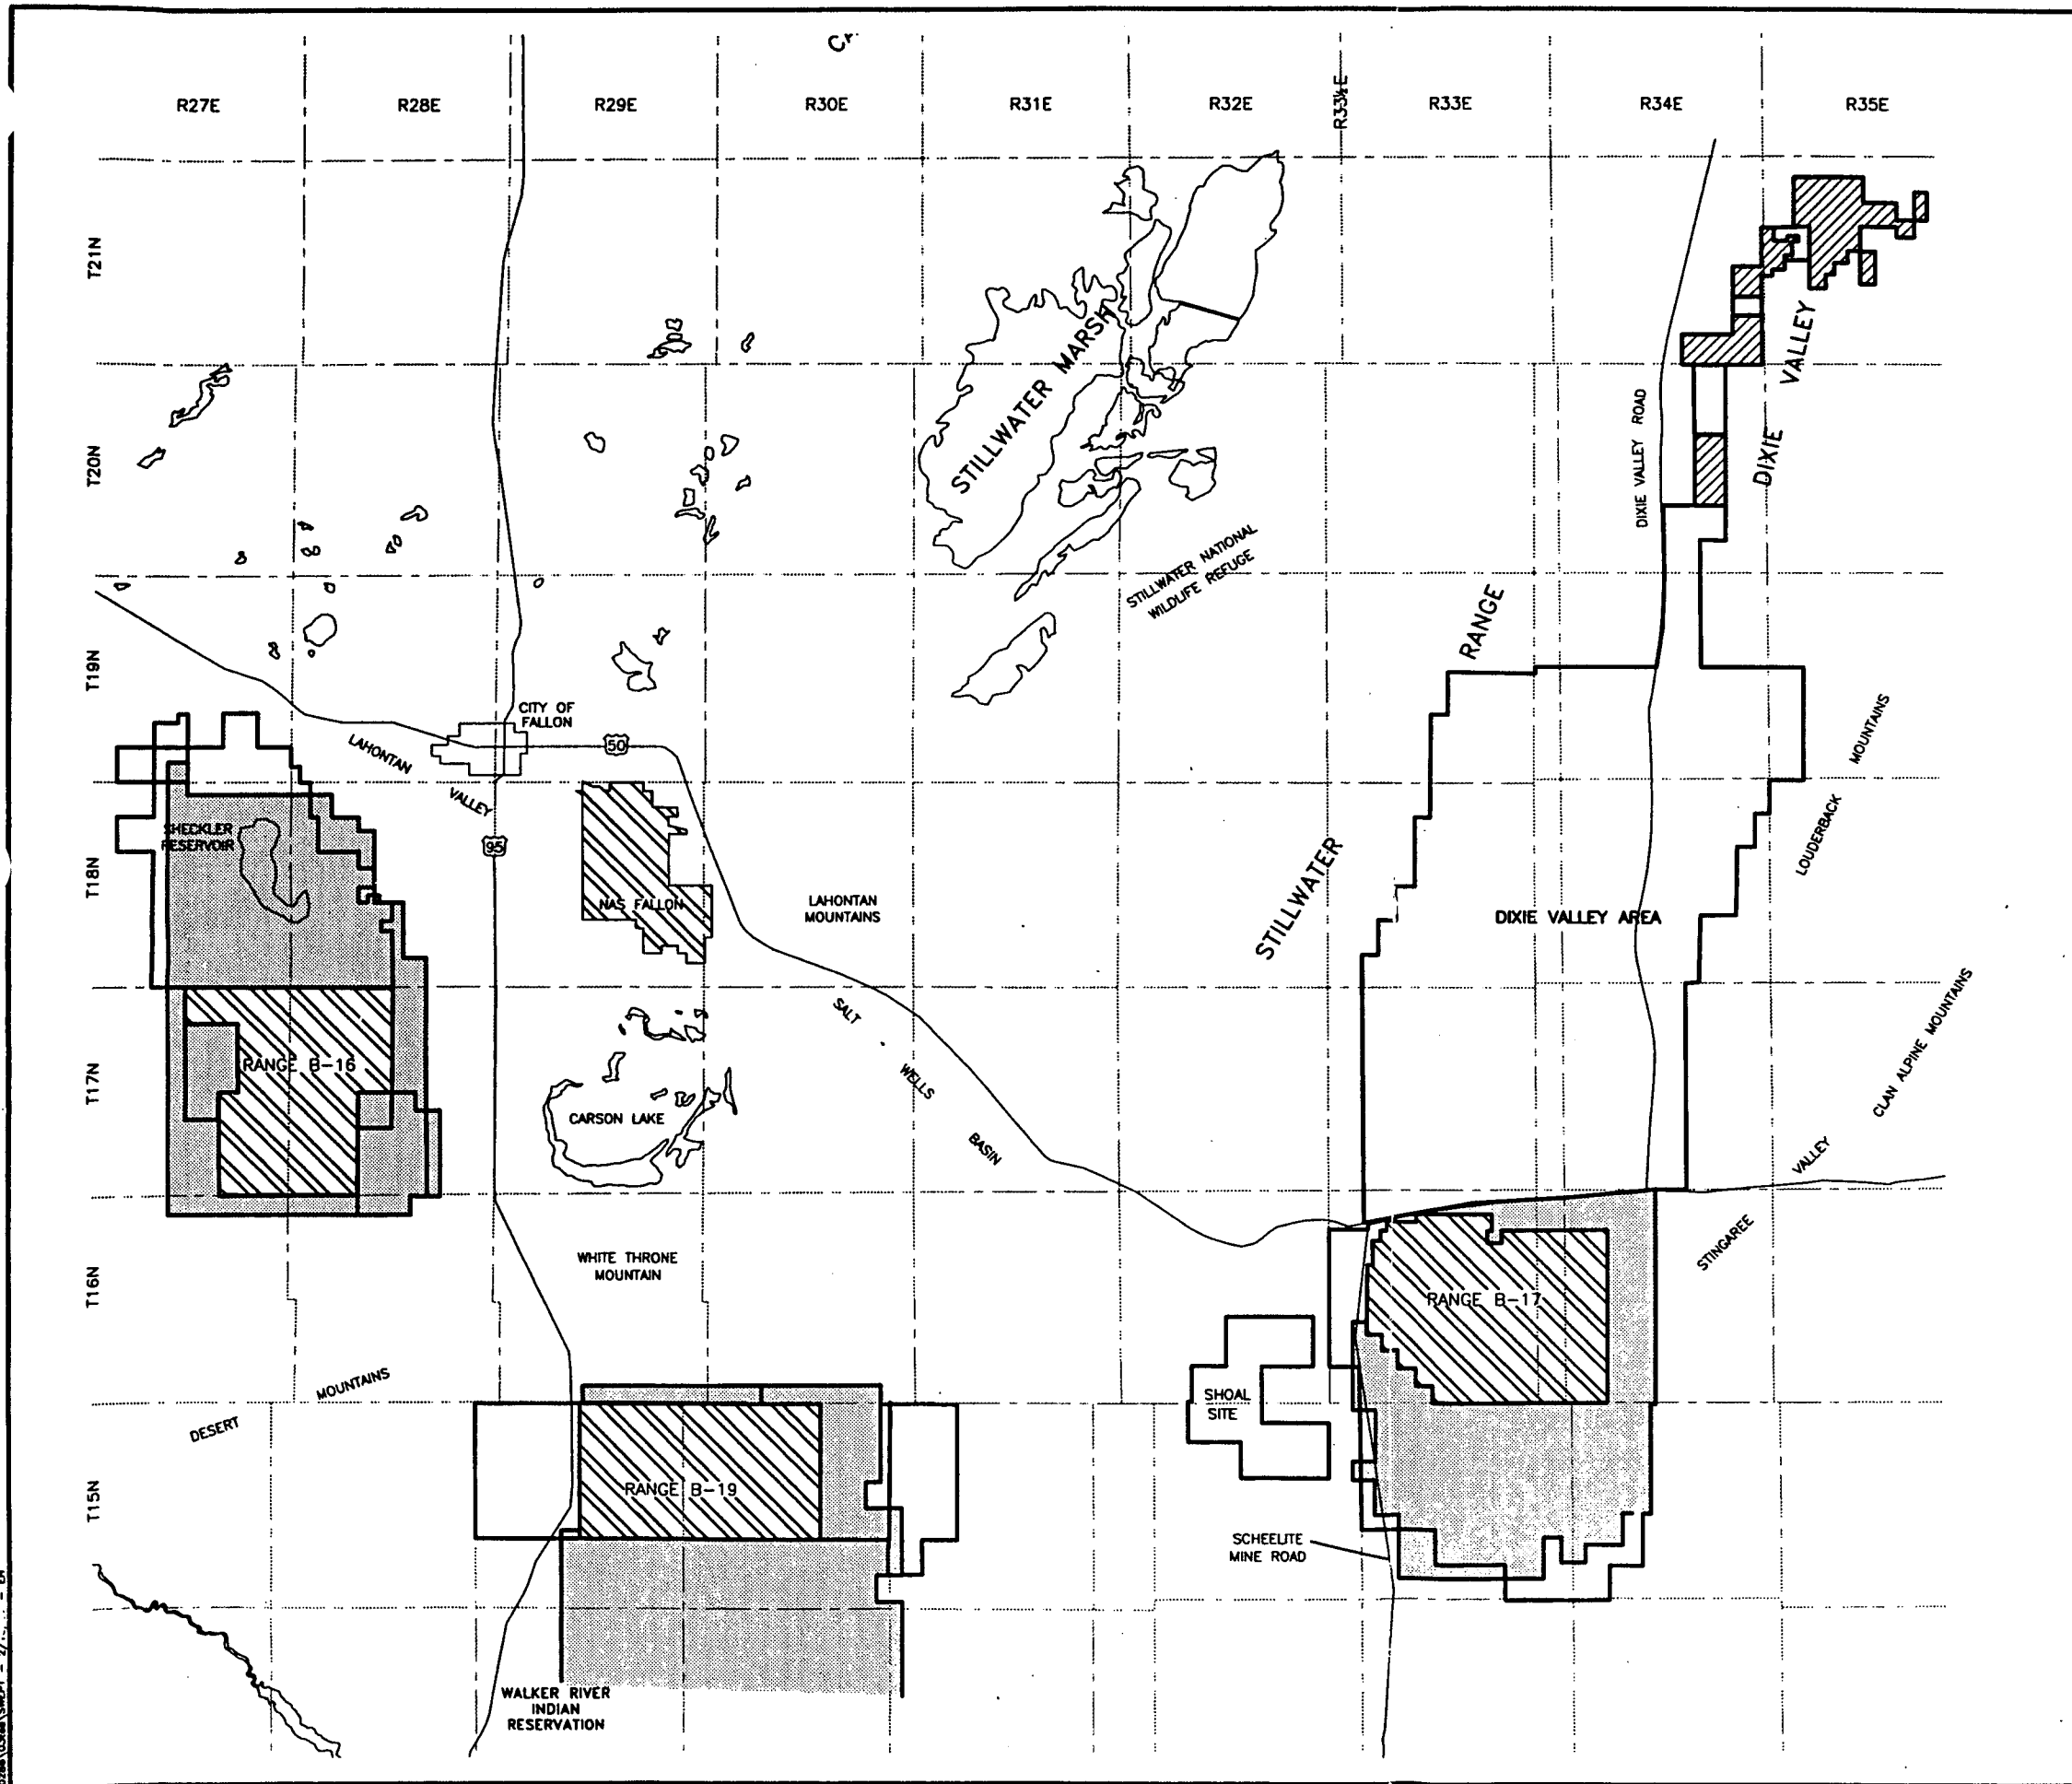 R27E
R28E
R29E
R30E
R31E
R32E
R33½E
R33E
R34E
R35E
T21N
T20N
T19N
T18N
T17N
T16N
T15N
STILLWATER MARSH
STILLWATER NATIONAL
WILDLIFE REFUGE
DIXIE VALLEY ROAD
DIXIE VALLEY
STILLWATER RANGE
CITY OF
FALLON
LAHONTAN
VALLEY
50
95
SHECKLER
RESERVOIR
NAS FALLON
LAHONTAN
MOUNTAINS
DIXIE VALLEY AREA
LOUDERBACK MOUNTAINS
CLAN ALPINE MOUNTAINS
SALT
WELLS
BASIN
RANGE B-16
CARSON LAKE
STINGAREE VALLEY
WHITE THRONE
MOUNTAIN
RANGE B-17
DESERT MOUNTAINS
SHOAL
SITE
RANGE B-19
SCHEELITE
MINE ROAD
WALKER RIVER
INDIAN
RESERVATION